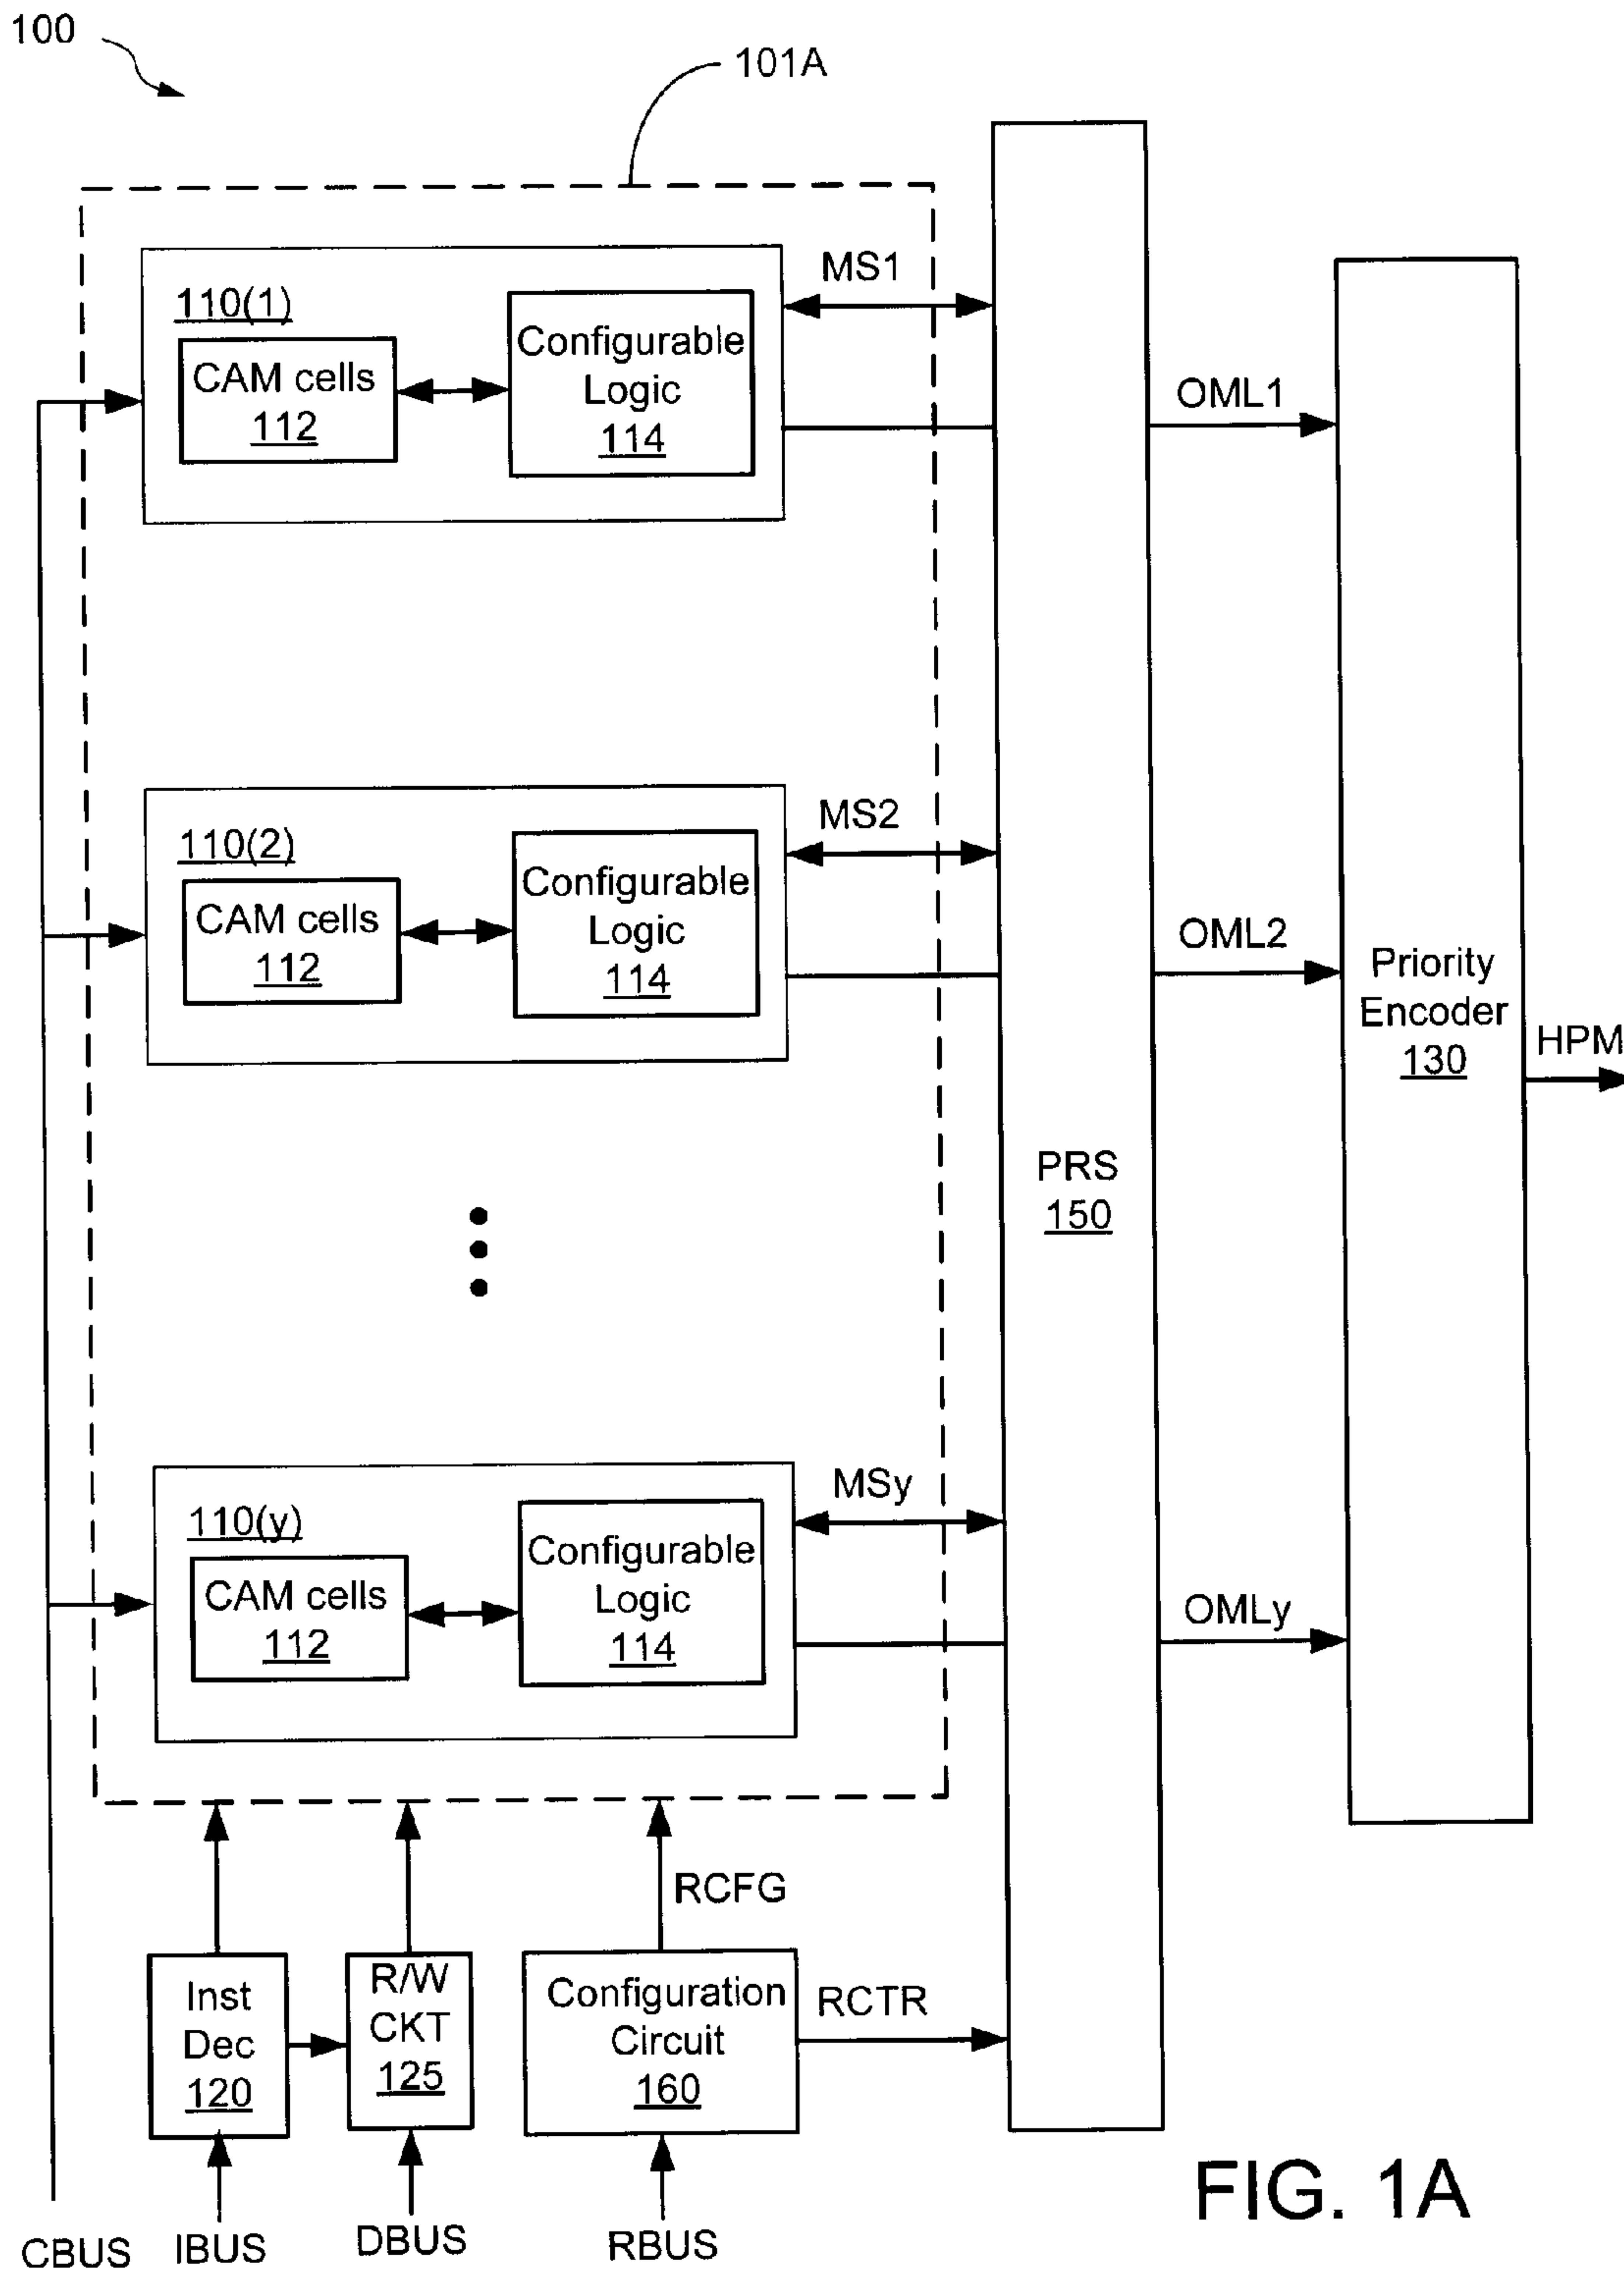 100
101A
110(1)
CAM cells
112
Configurable
Logic
114
MS1
OML1
110(2)
CAM cells
112
Configurable
Logic
114
MS2
OML2
Priority
Encoder
130
HPM
PRS
150
110(y)
CAM cells
112
Configurable
Logic
114
MSy
OMLy
RCFG
Inst
Dec
120
R/W
CKT
125
Configuration
Circuit
160
RCTR
CBUS
IBUS
DBUS
RBUS
FIG. 1A